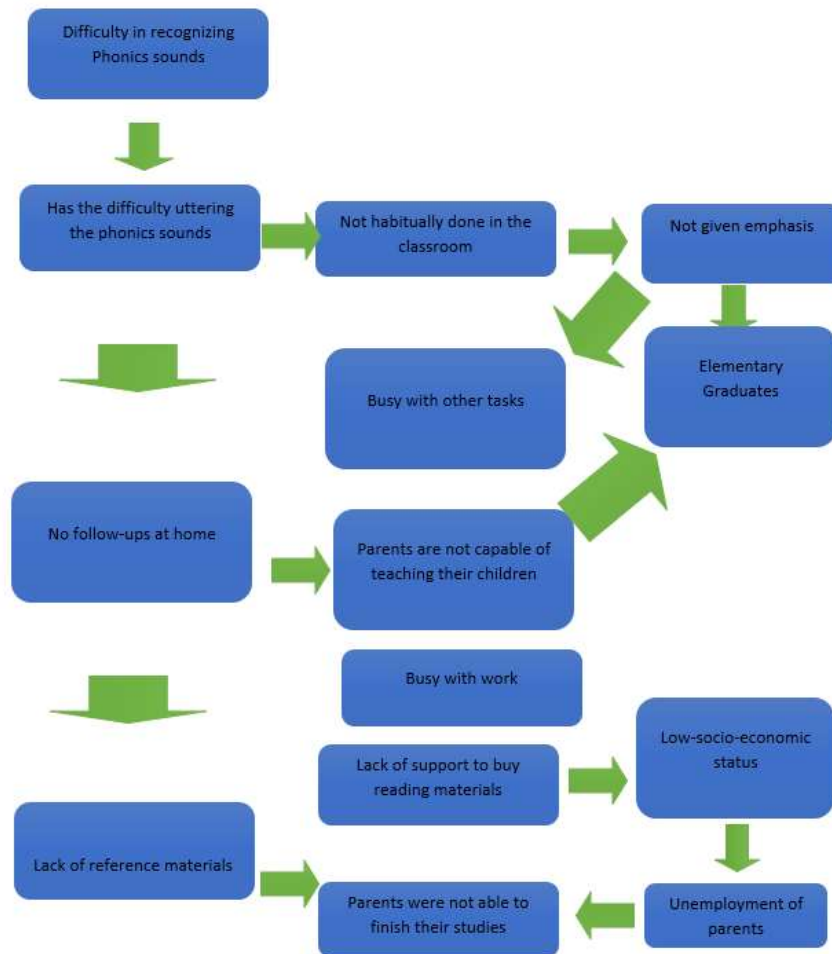 Difficulty in recognizing
Phonics sounds
Has the difficulty uttering
the phonics sounds
Not habitually done in the
classroom
Not given emphasis
Busy with other tasks
Elementary
Graduates
No follow-ups at home
Parents are not capable of
teaching their children
Busy with work
Lack of support to buy
reading materials
Low-socio-economic
status
Lack of reference materials
Parents were not able to
finish their studies
Unemployment of
parents